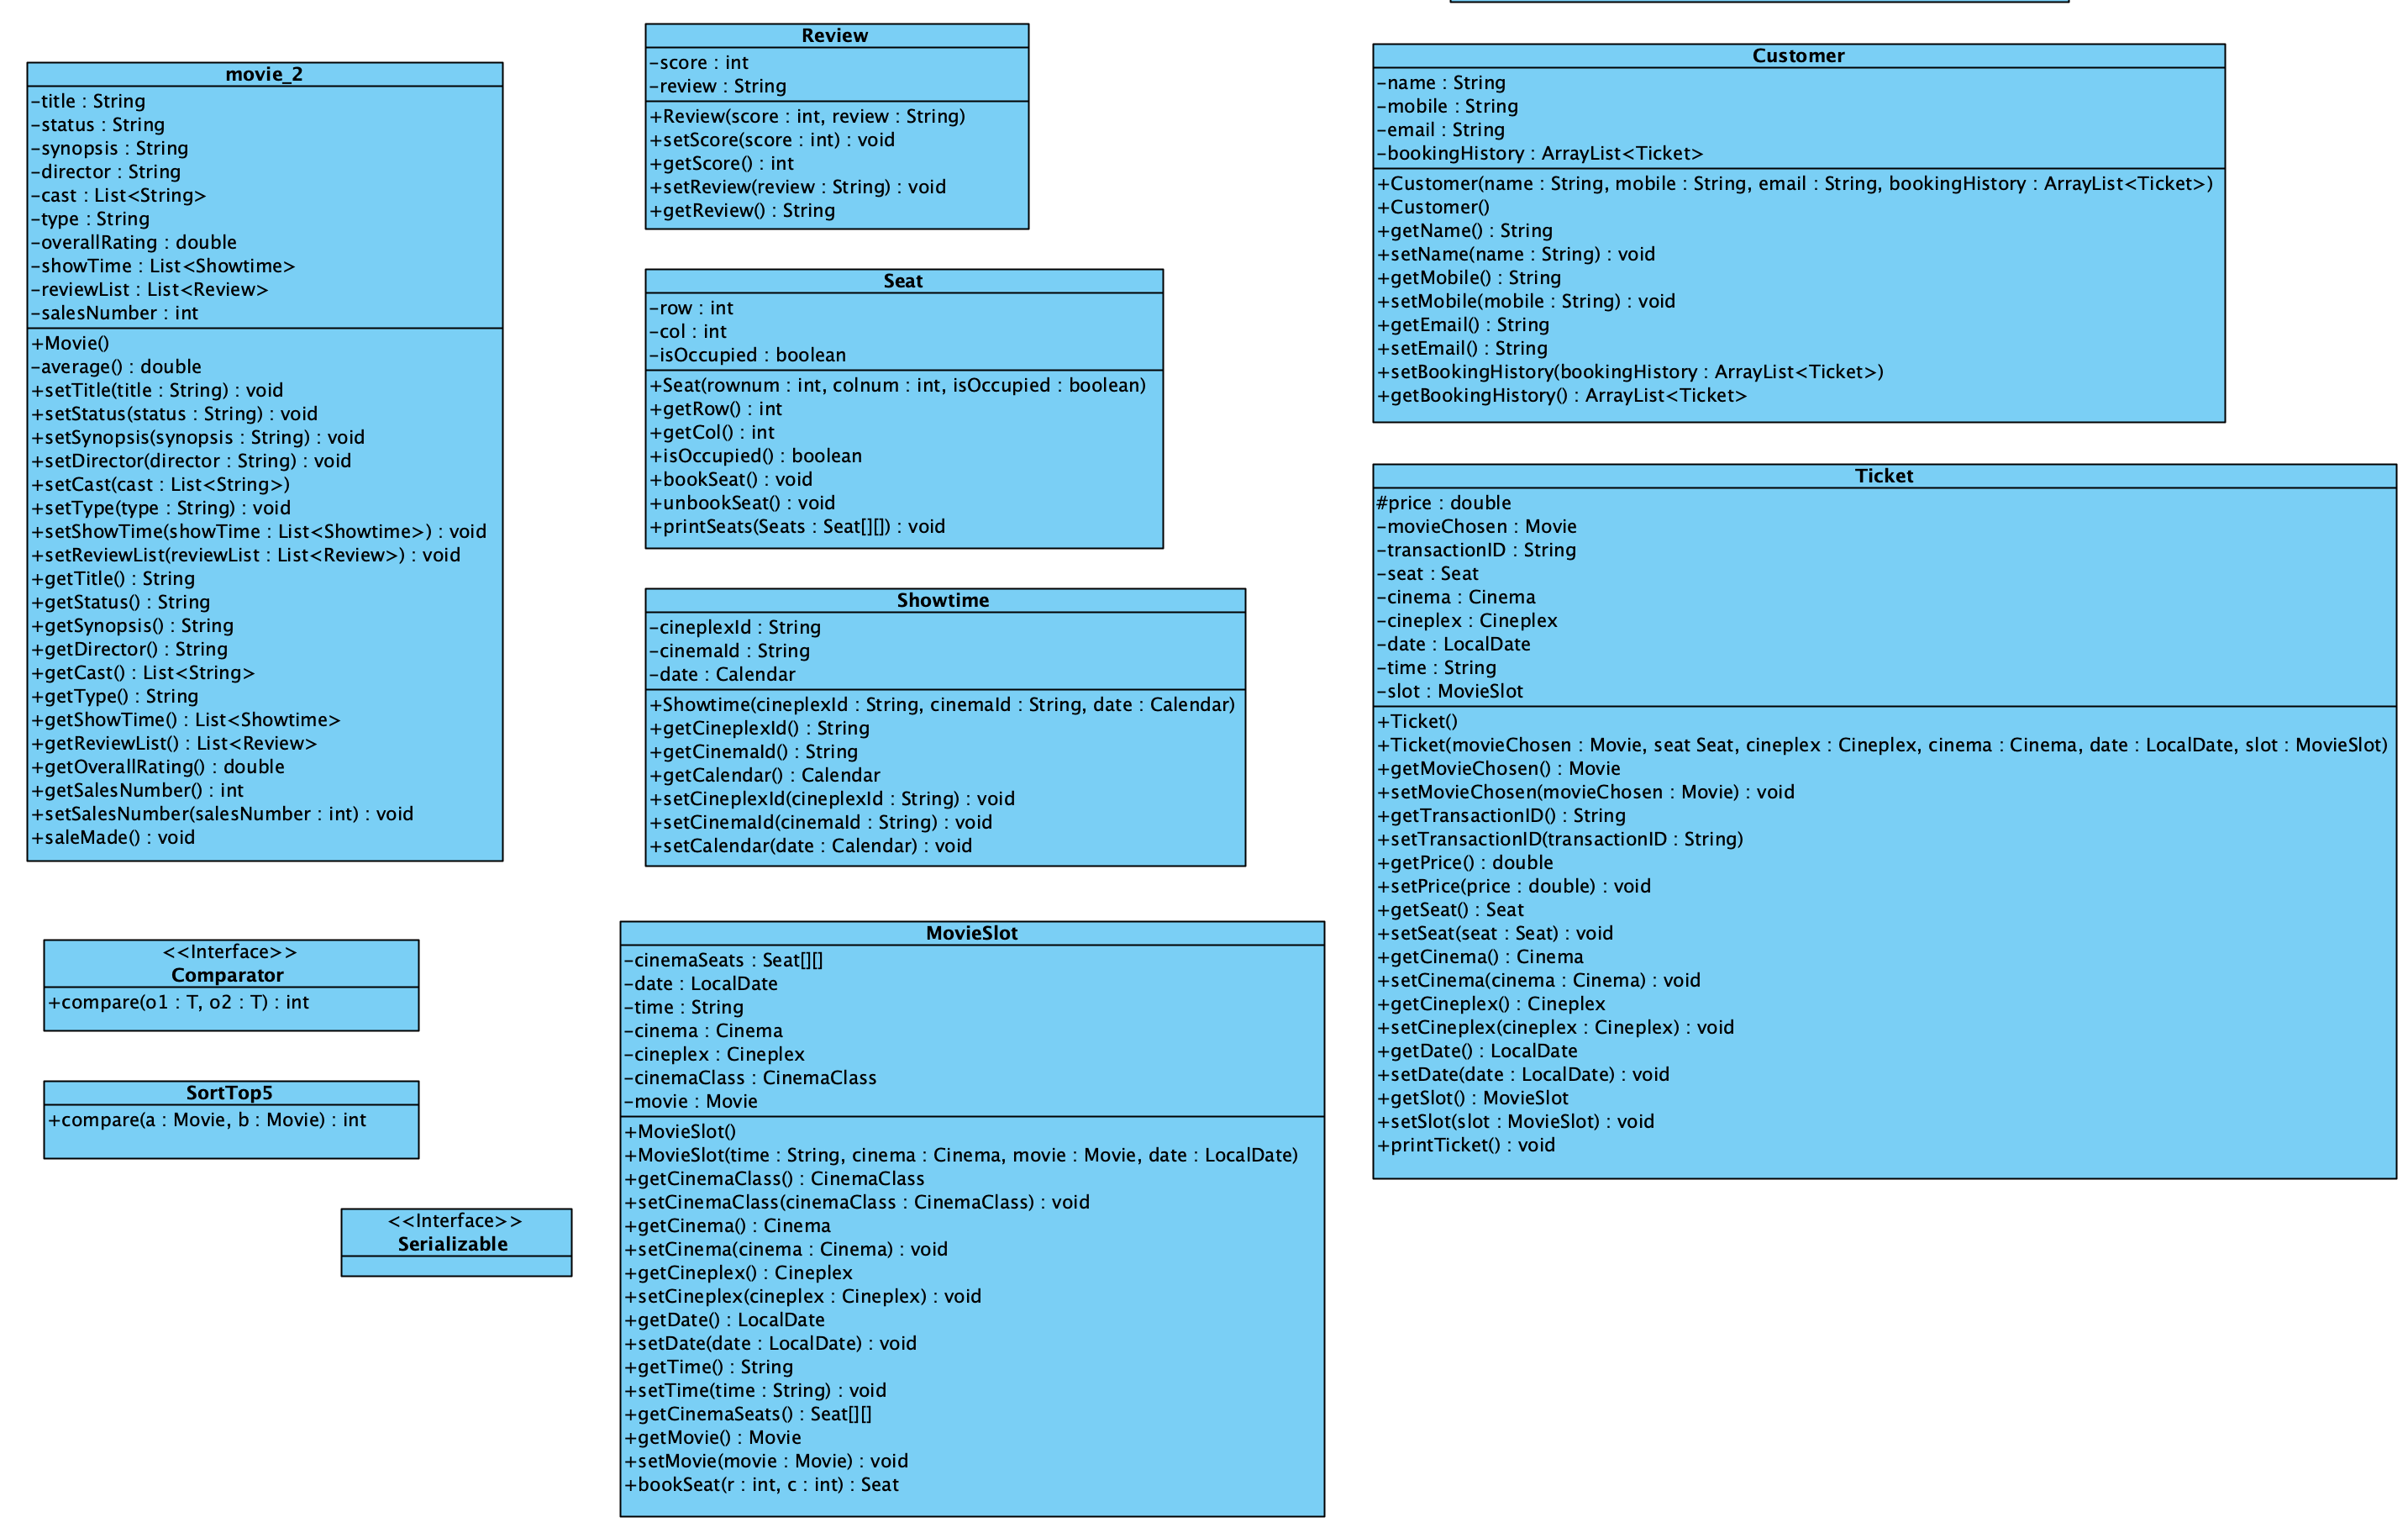 movie_2
-title : String
-status : String
-synopsis : String
-director : String
-cast : List<String>
-type : String
-overallRating : double
-showTime : List<Showtime>
-reviewList : List<Review>
-salesNumber : int
+Movie()
-average() : double
+setTitle(title : String) : void
+setStatus(status : String) : void
+setSynopsis(synopsis : String) : void
+setDirector(director : String) : void
+setCast(cast : List<String>)
+setType(type : String) : void
+setShowTime(showTime : List<Showtime>) : void
+setReviewList(reviewList : List<Review>) : void
+getTitle() : String
+getStatus() : String
+getSynopsis() : String
+getDirector() : String
+getCast() : List<String>
+getType() : String
+getShowTime() : List<Showtime>
+getReviewList() : List<Review>
+getOverallRating() : double
+getSalesNumber() : int
+setSalesNumber(salesNumber : int) : void
+saleMade() : void
<<Interface>>
Comparator
+compare(o1 : T, o2 : T) : int
SortTop5
+compare(a : Movie, b : Movie) : int
<<Interface>>
Serializable
Review
-score : int
-review : String
+Review(score : int, review : String)
+setScore(score : int) : void
+getScore() : int
+setReview(review : String) : void
+getReview() : String
Seat
-row : int
-col : int
-isOccupied : boolean
+Seat(rownum : int, colnum : int, isOccupied : boolean)
+getRow() : int
+getCol() : int
+isOccupied() : boolean
+bookSeat() : void
+unbookSeat() : void
+printSeats(Seats : Seat[][]) : void
Showtime
-cineplexId : String
-cinemaId : String
-date : Calendar
+Showtime(cineplexId : String, cinemaId : String, date : Calendar)
+getCineplexId() : String
+getCinemaId() : String
+getCalendar() : Calendar
+setCineplexId(cineplexId : String) : void
+setCinemaId(cinemaId : String) : void
+setCalendar(date : Calendar) : void
MovieSlot
-cinemaSeats : Seat[][]
-date : LocalDate
-time : String
-cinema : Cinema
-cineplex : Cineplex
-cinemaClass : CinemaClass
-movie : Movie
+MovieSlot()
+MovieSlot(time : String, cinema : Cinema, movie : Movie, date : LocalDate)
+getCinemaClass() : CinemaClass
+setCinemaClass(cinemaClass : CinemaClass) : void
+getCinema() : Cinema
+setCinema(cinema : Cinema) : void
+getCineplex() : Cineplex
+setCineplex(cineplex : Cineplex) : void
+getDate() : LocalDate
+setDate(date : LocalDate) : void
+getTime() : String
+setTime(time : String) : void
+getCinemaSeats() : Seat[][]
+getMovie() : Movie
+setMovie(movie : Movie) : void
+bookSeat(r : int, c : int) : Seat
Customer
-name : String
-mobile : String
-email : String
-bookingHistory : ArrayList<Ticket>
+Customer(name : String, mobile : String, email : String, bookingHistory : ArrayList<Ticket>)
+Customer()
+getName() : String
+setName(name : String) : void
+getMobile() : String
+setMobile(mobile : String) : void
+getEmail() : String
+setEmail() : String
+setBookingHistory(bookingHistory : ArrayList<Ticket>)
+getBookingHistory() : ArrayList<Ticket>
Ticket
#price : double
-movieChosen : Movie
-transactionID : String
-seat : Seat
-cinema : Cinema
-cineplex : Cineplex
-date : LocalDate
-time : String
-slot : MovieSlot
+Ticket()
+Ticket(movieChosen : Movie, seat Seat, cineplex : Cineplex, cinema : Cinema, date : LocalDate, slot : MovieSlot)
+getMovieChosen() : Movie
+setMovieChosen(movieChosen : Movie) : void
+getTransactionID() : String
+setTransactionID(transactionID : String)
+getPrice() : double
+setPrice(price : double) : void
+getSeat() : Seat
+setSeat(seat : Seat) : void
+getCinema() : Cinema
+setCinema(cinema : Cinema) : void
+getCineplex() : Cineplex
+setCineplex(cineplex : Cineplex) : void
+getDate() : LocalDate
+setDate(date : LocalDate) : void
+getSlot() : MovieSlot
+setSlot(slot : MovieSlot) : void
+printTicket() : void